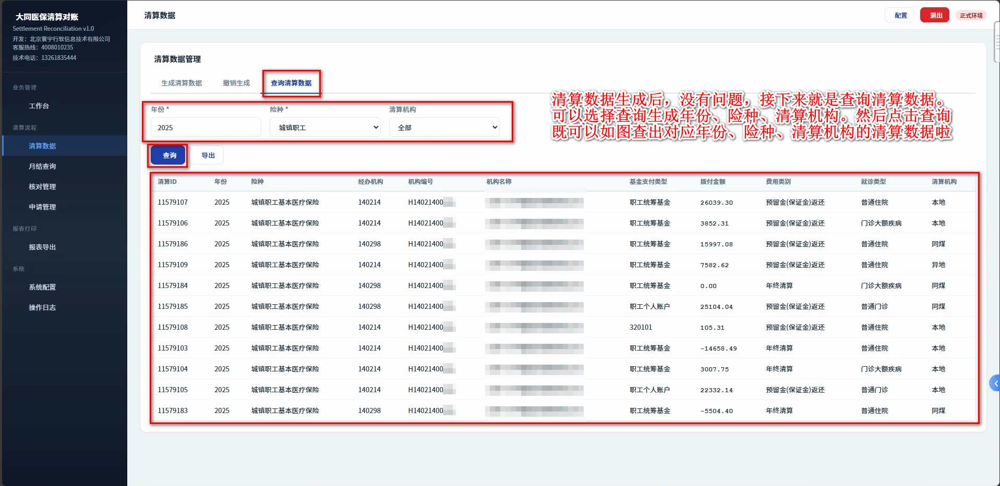 大同医保清算对账
Settlement Reconciliation v1.0
开发：北京寰宇行软信息技术有限公司
客服热线：4008010235
技术电话：13261835444
业务管理
工作台
清算流程
清算数据
月结查询
核对管理
申请管理
报表打印
报表导出
系统
系统配置
操作日志
清算数据
配置
退出
正式环境
清算数据管理
生成清算数据 撤销生成 查询清算数据
清算数据生成后，没有问题，接下来就是查询清算数据。
可以选择查询生成年份、险种、清算机构。然后点击查询
既可以如图查出对应年份、险种、清算机构的清算数据啦
年份 * 险种 * 清算机构
2025 城镇职工 全部
查询 导出
清算ID 年份 险种 经办机构 机构编号 机构名称 基金支付类型 拨付金额 费用类别 就诊类型 清算机构
11579107 2025 城镇职工基本医疗保险 140214 H14021400 职工统筹基金 26039.30 预留金(保证金)返还 普通住院 本地
11579106 2025 城镇职工基本医疗保险 140214 H14021400 职工统筹基金 3852.31 预留金(保证金)返还 门诊大额疾病 本地
11579186 2025 城镇职工基本医疗保险 140298 H14021400 职工统筹基金 15997.08 预留金(保证金)返还 普通住院 同煤
11579109 2025 城镇职工基本医疗保险 140214 H14021400 职工统筹基金 7582.62 预留金(保证金)返还 普通住院 异地
11579184 2025 城镇职工基本医疗保险 140298 H14021400 职工统筹基金 0.00 年终清算 门诊大额疾病 同煤
11579185 2025 城镇职工基本医疗保险 140298 H14021400 职工个人账户 25104.04 预留金(保证金)返还 普通门诊 同煤
11579108 2025 城镇职工基本医疗保险 140214 H14021400 320101 105.31 预留金(保证金)返还 普通住院 本地
11579103 2025 城镇职工基本医疗保险 140214 H14021400 职工统筹基金 -14658.49 年终清算 普通住院 本地
11579104 2025 城镇职工基本医疗保险 140214 H14021400 职工统筹基金 3007.75 年终清算 门诊大额疾病 本地
11579105 2025 城镇职工基本医疗保险 140214 H14021400 职工个人账户 22332.14 预留金(保证金)返还 普通门诊 本地
11579183 2025 城镇职工基本医疗保险 140298 H14021400 职工统筹基金 -5504.40 年终清算 普通住院 同煤